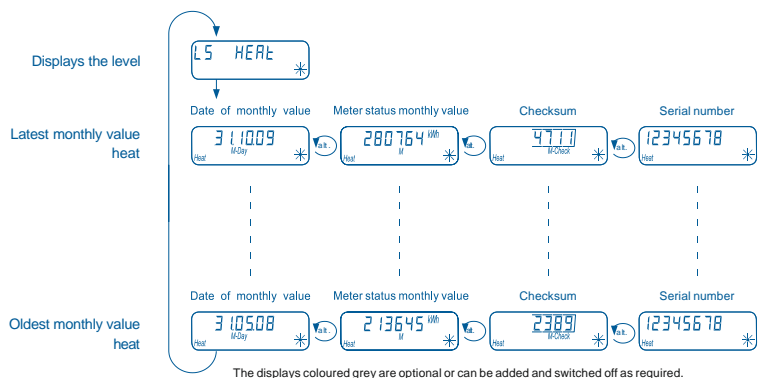 Displays the level
L5 HEAt
Date of monthly value Meter status monthly value Checksum Serial number
Latest monthly value
heat
31.10.09 M-Day Heat
alt.
280764 kWh M Heat
alt.
4711 M-Check Heat
alt.
12345678
Heat
Date of monthly value Meter status monthly value Checksum Serial number
Oldest monthly value
heat
31.05.08 M-Day Heat
alt.
213645 kWh M Heat
alt.
2389 M-Check Heat
alt.
12345678
Heat
The displays coloured grey are optional or can be added and switched off as required.